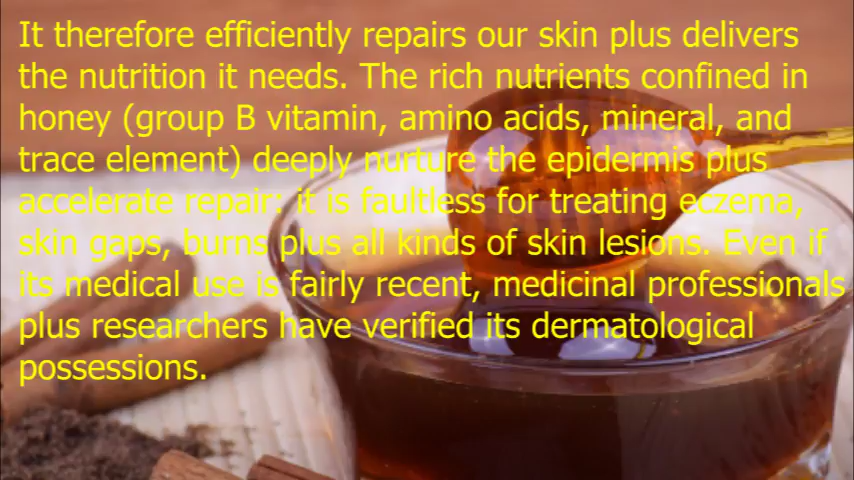 It therefore efficiently repairs our skin plus delivers
the nutrition it needs. The rich nutrients confined in
honey (group B vitamin, amino acids, mineral, and
trace element) deeply nurture the epidermis plus
accelerate repair: it is faultless for treating eczema,
skin gaps, burns plus all kinds of skin lesions. Even if
its medical use is fairly recent, medicinal professionals
plus researchers have verified its dermatological
possessions.